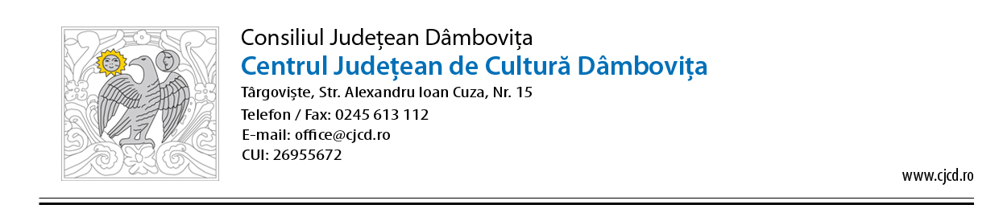 Consiliul Județean Dâmbovița
Centrul Județean de Cultură Dâmbovița
Târgoviște, Str. Alexandru Ioan Cuza, Nr. 15
Telefon / Fax: 0245 613 112
E-mail: office@cjcd.ro
CUI: 26955672
www.cjcd.ro